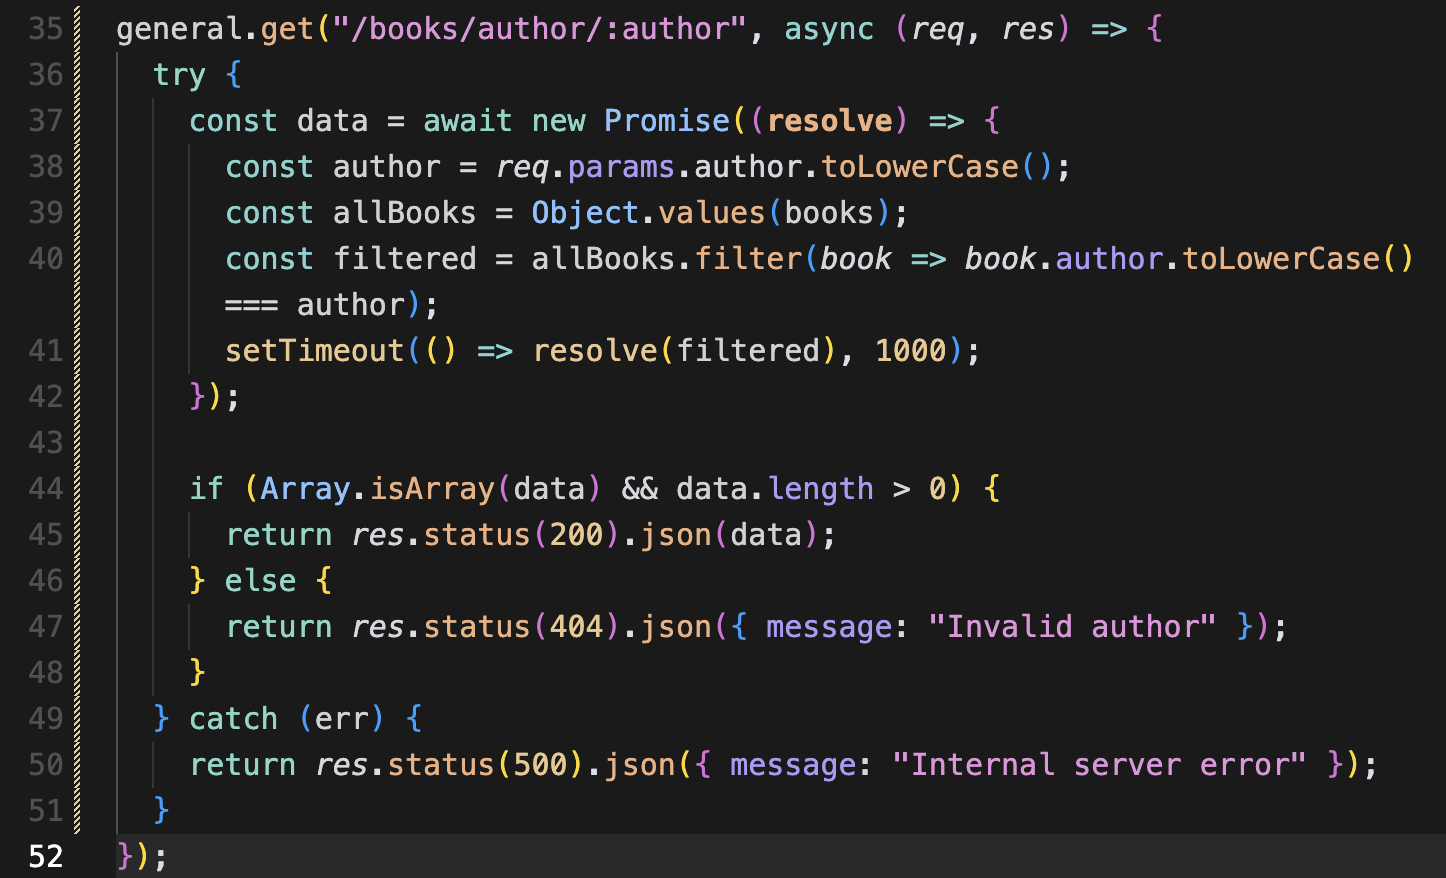 35 general.get("/books/author/:author", async (req, res) => {
36   try {
37     const data = await new Promise((resolve) => {
38       const author = req.params.author.toLowerCase();
39       const allBooks = Object.values(books);
40       const filtered = allBooks.filter(book => book.author.toLowerCase()
      === author);
41       setTimeout(() => resolve(filtered), 1000);
42     });
43
44     if (Array.isArray(data) && data.length > 0) {
45       return res.status(200).json(data);
46     } else {
47       return res.status(404).json({ message: "Invalid author" });
48     }
49   } catch (err) {
50     return res.status(500).json({ message: "Internal server error" });
51   }
52 });